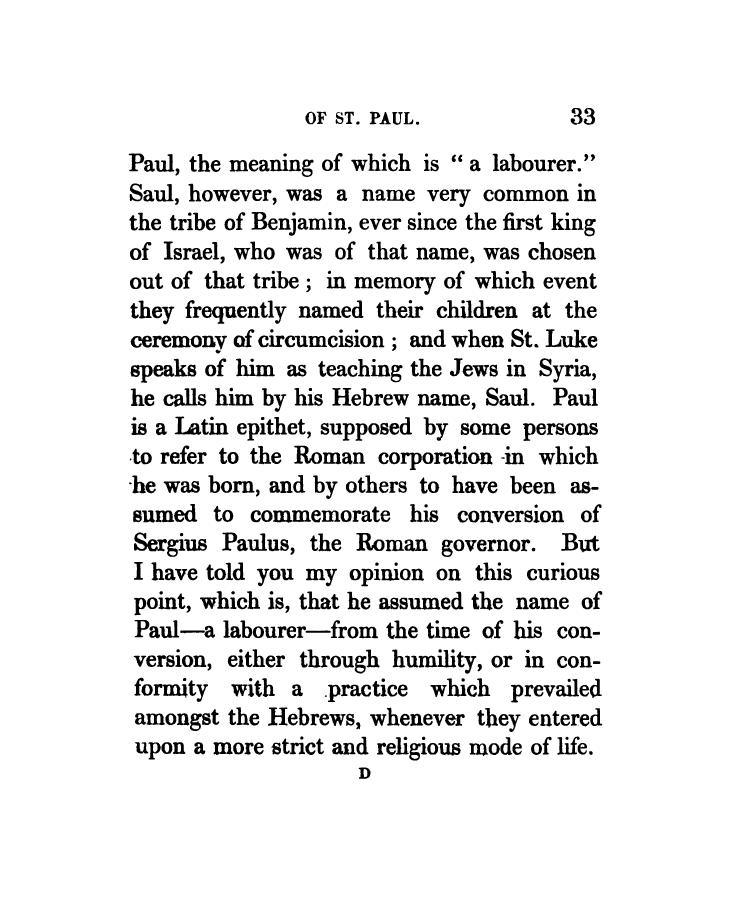 OF ST. PAUL. 33
Paul, the meaning of which is “ a labourer.”
Saul, however, was a name very common in
the tribe of Benjamin, ever since the first king
of Israel, who was of that name, was chosen
out of that tribe ; in memory of which event
they frequently named their children at the
ceremony of circumcision ; and when St. Luke
speaks of him as teaching the Jews in Syria,
he calls him by his Hebrew name, Saul. Paul
is a Latin epithet, supposed by some persons
to refer to the Roman corporation in which
he was born, and by others to have been as-
sumed to commemorate his conversion of
Sergius Paulus, the Roman governor. But
I have told you my opinion on this curious
point, which is, that he assumed the name of
Paul—a labourer—from the time of his con-
version, either through humility, or in con-
formity with a practice which prevailed
amongst the Hebrews, whenever they entered
upon a more strict and religious mode of life.
D